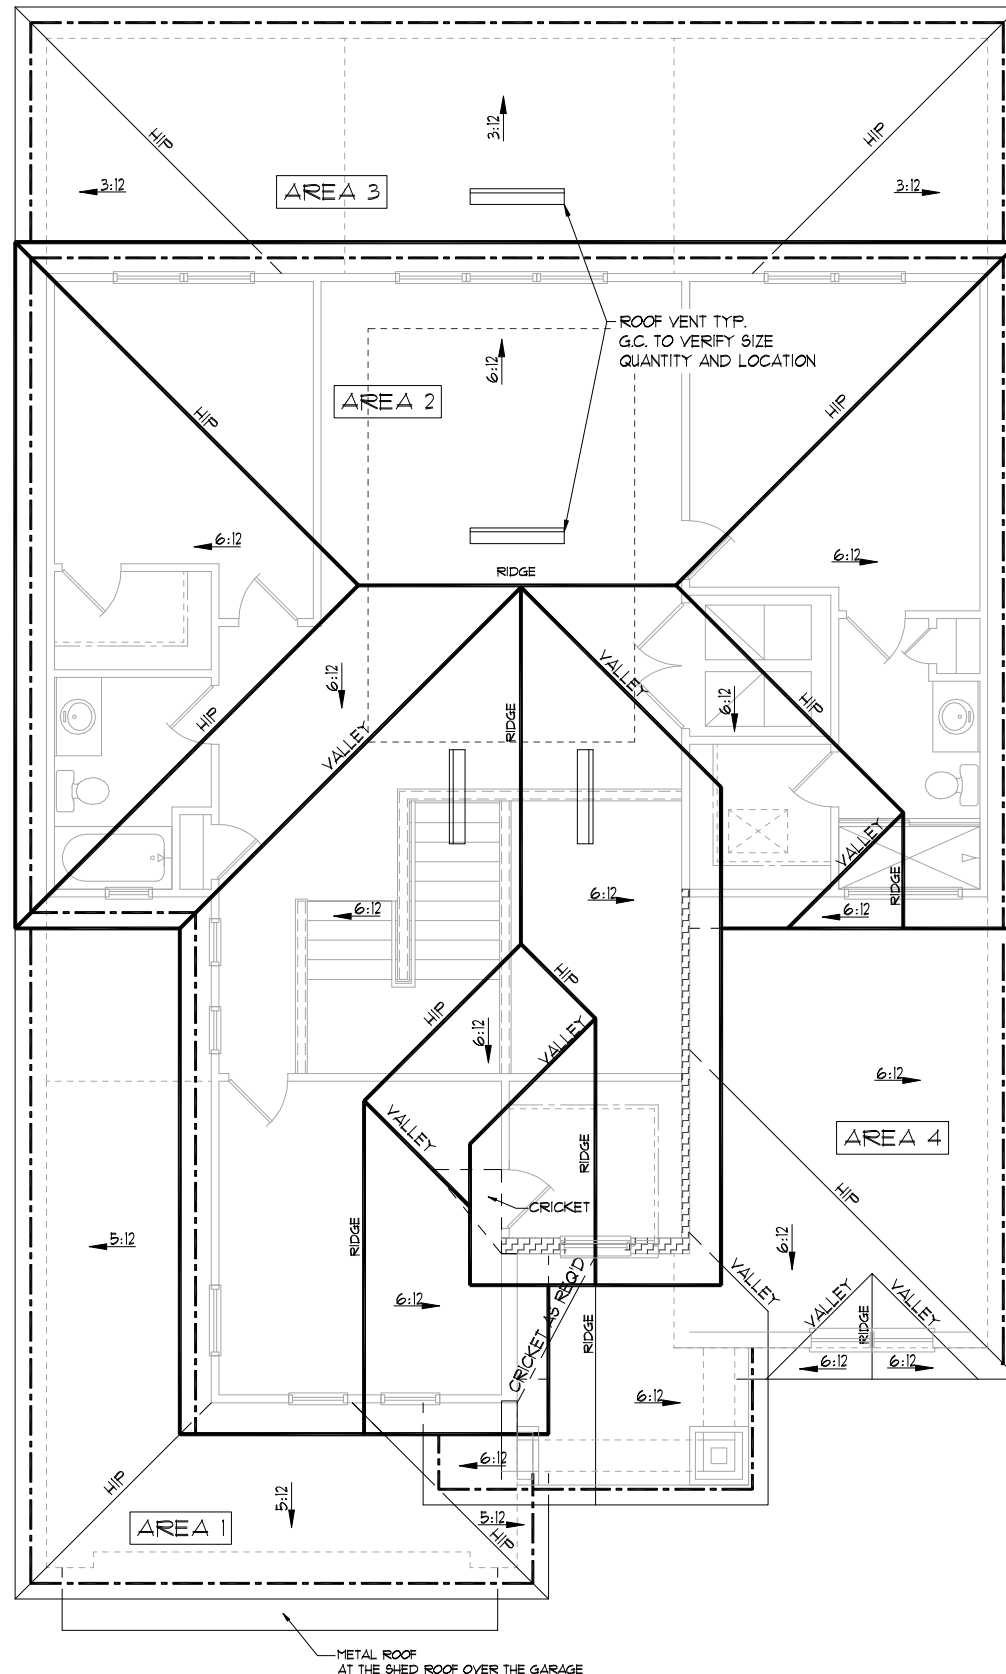 HIP
3:12
HIP
3:12
AREA 3
3:12
ROOF VENT TYP.
G.C. TO VERIFY SIZE
QUANTITY AND LOCATION
6:12
AREA 2
HIP
HIP
6:12
6:12
RIDGE
6:12
VALLEY
6:12
HIP
HIP
VALLEY
RIDGE
VALLEY
6:12
6:12
RIDGE
6:12
HIP
HIP
6:12
VALLEY
6:12
VALLEY
AREA 4
RIDGE
HIP
CRICKET
RIDGE
5:12
6:12
VALLEY
6:12
CRICKET AS REQ'D
RIDGE
VALLEY
RIDGE
VALLEY
6:12
6:12
6:12
6:12
HIP
5:12
AREA 1
5:12
HIP
METAL ROOF
AT THE SHED ROOF OVER THE GARAGE